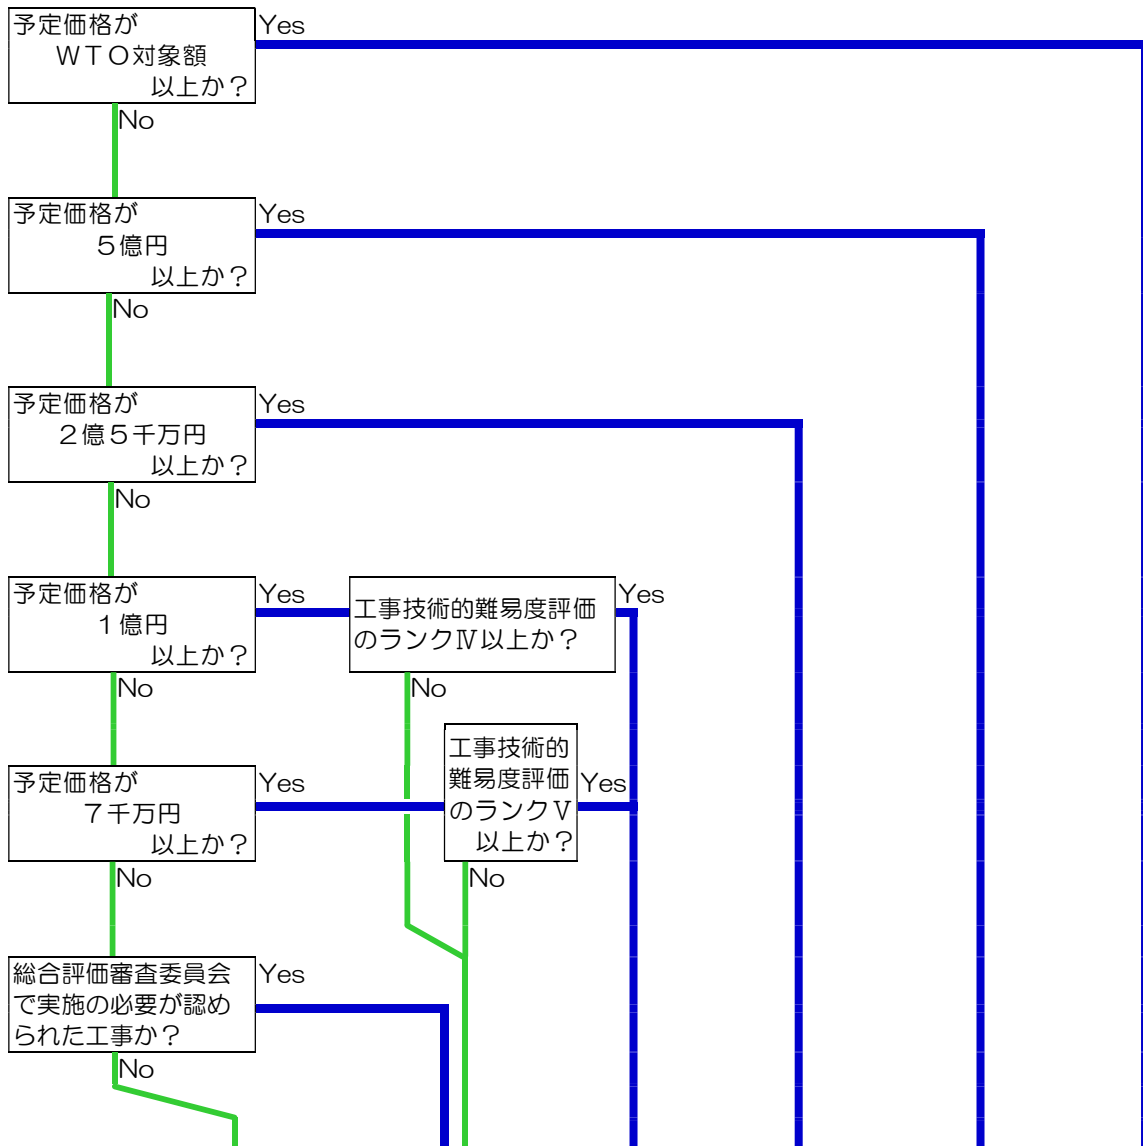 予定価格が
ＷＴＯ対象額
以上か？
Yes
No
予定価格が
５億円
以上か？
Yes
No
予定価格が
２億５千万円
以上か？
Yes
No
予定価格が
１億円
以上か？
Yes
工事技術的難易度評価
のランクⅣ以上か？
Yes
No
No
予定価格が
７千万円
以上か？
Yes
工事技術的
難易度評価
のランクⅤ
以上か？
Yes
No
No
総合評価審査委員会
で実施の必要が認め
られた工事か？
Yes
No